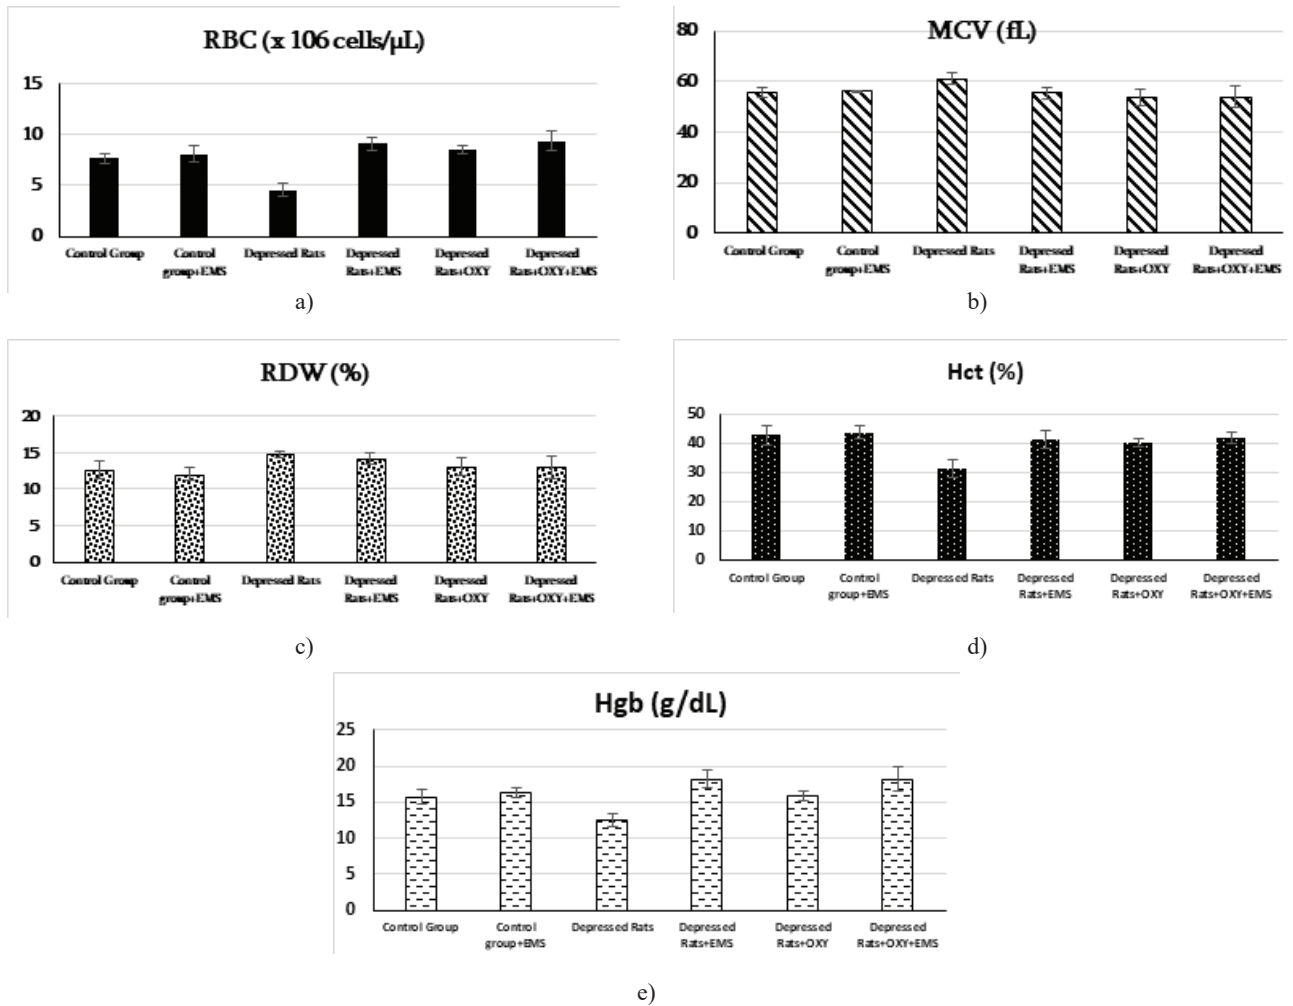 RBC (x 106 cells/µL)
15
10
5
0
Control Group
Control
group+EMS
Depressed Rats
Depressed
Rats+EMS
Depressed
Rats+OXY
Depressed
Rats+OXY+EMS
a)
MCV (fL)
80
60
40
20
0
Control Group
Control
group+EMS
Depressed Rats
Depressed
Rats+EMS
Depressed
Rats+OXY
Depressed
Rats+OXY+EMS
b)
RDW (%)
20
15
10
5
0
Control Group
Control
group+EMS
Depressed Rats
Depressed
Rats+EMS
Depressed
Rats+OXY
Depressed
Rats+OXY+EMS
c)
Hct (%)
50
40
30
20
10
0
Control Group
Control
group+EMS
Depressed Rats
Depressed
Rats+EMS
Depressed
Rats+OXY
Depressed
Rats+OXY+EMS
d)
Hgb (g/dL)
25
20
15
10
5
0
Control Group
Control
group+EMS
Depressed Rats
Depressed
Rats+EMS
Depressed
Rats+OXY
Depressed
Rats+OXY+EMS
e)